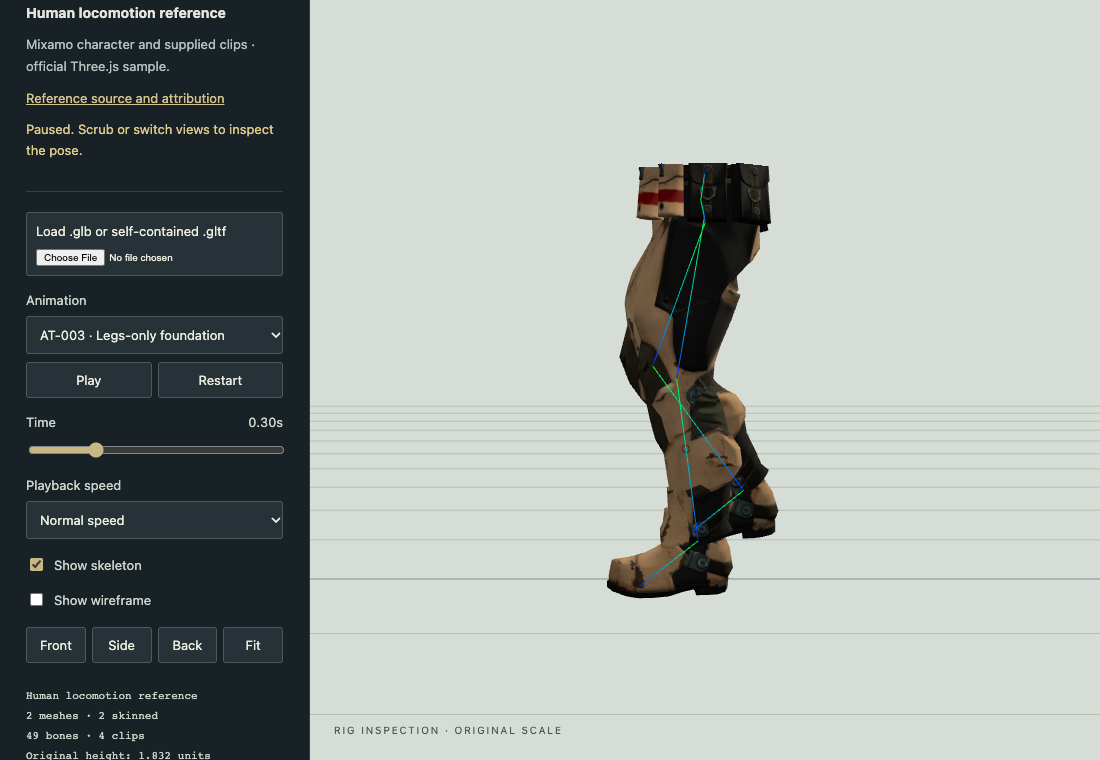 Human locomotion reference
Mixamo character and supplied clips ·
official Three.js sample.
Reference source and attribution
Paused. Scrub or switch views to inspect
the pose.
Load .glb or self-contained .gltf
Choose File No file chosen
Animation
AT-003 · Legs-only foundation
Play Restart
Time 0.30s
Playback speed
Normal speed
Show skeleton
Show wireframe
Front Side Back Fit
Human locomotion reference
2 meshes · 2 skinned
49 bones · 4 clips
Original height: 1.832 units
RIG INSPECTION · ORIGINAL SCALE